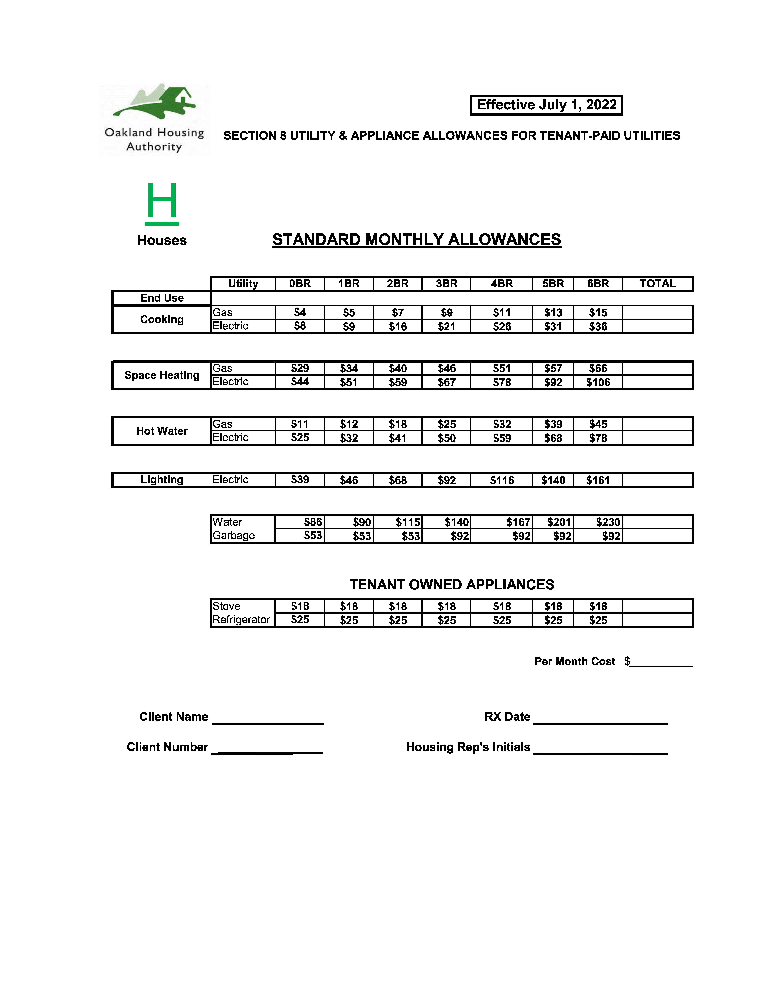 Effective July 1, 2022
Oakland Housing
Authority
SECTION 8 UTILITY & APPLIANCE ALLOWANCES FOR TENANT-PAID UTILITIES
H
Houses
STANDARD MONTHLY ALLOWANCES
Utility 0BR 1BR 2BR 3BR 4BR 5BR 6BR TOTAL
End Use
Cooking
Gas $4 $5 $7 $9 $11 $13 $15
Electric $8 $9 $16 $21 $26 $31 $36
Space Heating
Gas $29 $34 $40 $46 $51 $57 $66
Electric $44 $51 $59 $67 $78 $92 $106
Hot Water
Gas $11 $12 $18 $25 $32 $39 $45
Electric $25 $32 $41 $50 $59 $68 $78
Lighting Electric $39 $46 $68 $92 $116 $140 $161
Water $86 $90 $115 $140 $167 $201 $230
Garbage $53 $53 $53 $92 $92 $92 $92
TENANT OWNED APPLIANCES
Stove $18 $18 $18 $18 $18 $18 $18
Refrigerator $25 $25 $25 $25 $25 $25 $25
Per Month Cost $
Client Name RX Date
Client Number Housing Rep's Initials